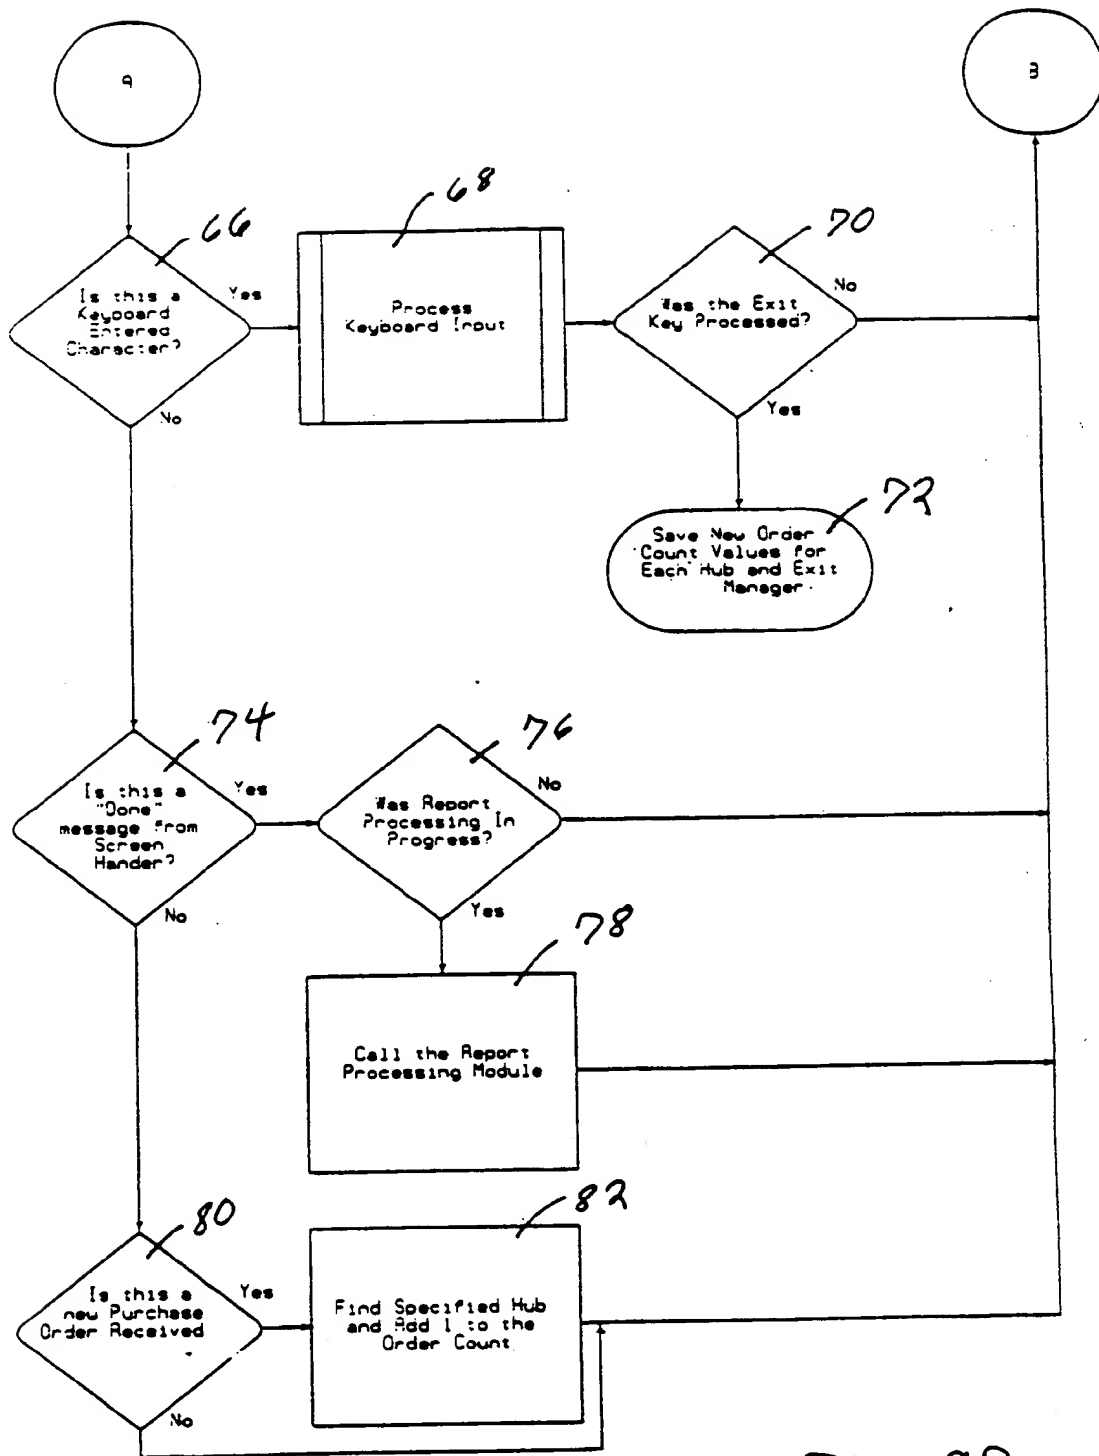 A
B
66
Is this a
Keyboard
Entered
Character?
Yes
No
68
Process
Keyboard Input
70
Was the Exit
Key Processed?
No
Yes
72
Save New Order
Count Values for
Each Hub and Exit
Manager
74
Is this a
"Done"
message from
Screen
Hander?
Yes
No
76
Was Report
Processing In
Progress?
No
Yes
78
Call the Report
Processing Module
80
Is this a
new Purchase
Order Received
Yes
No
82
Find Specified Hub
and Add 1 to the
Order Count